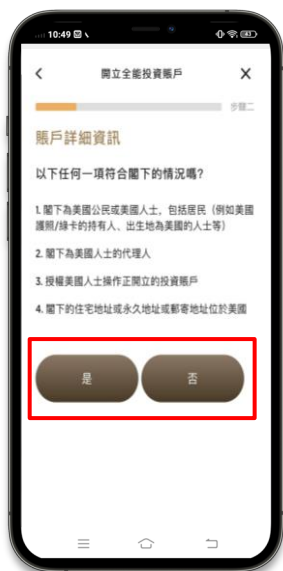 10:49
開立全能投資賬戶
步驟二
賬戶詳細資訊
以下任何一項符合閣下的情況嗎?
1. 閣下為美國公民或美國人士，包括居民（例如美國
護照/綠卡的持有人、出生地為美國的人士等）
2. 閣下為美國人士的代理人
3. 授權美國人士操作正開立的投資賬戶
4. 閣下的住宅地址或永久地址或郵寄地址位於美國
是
否